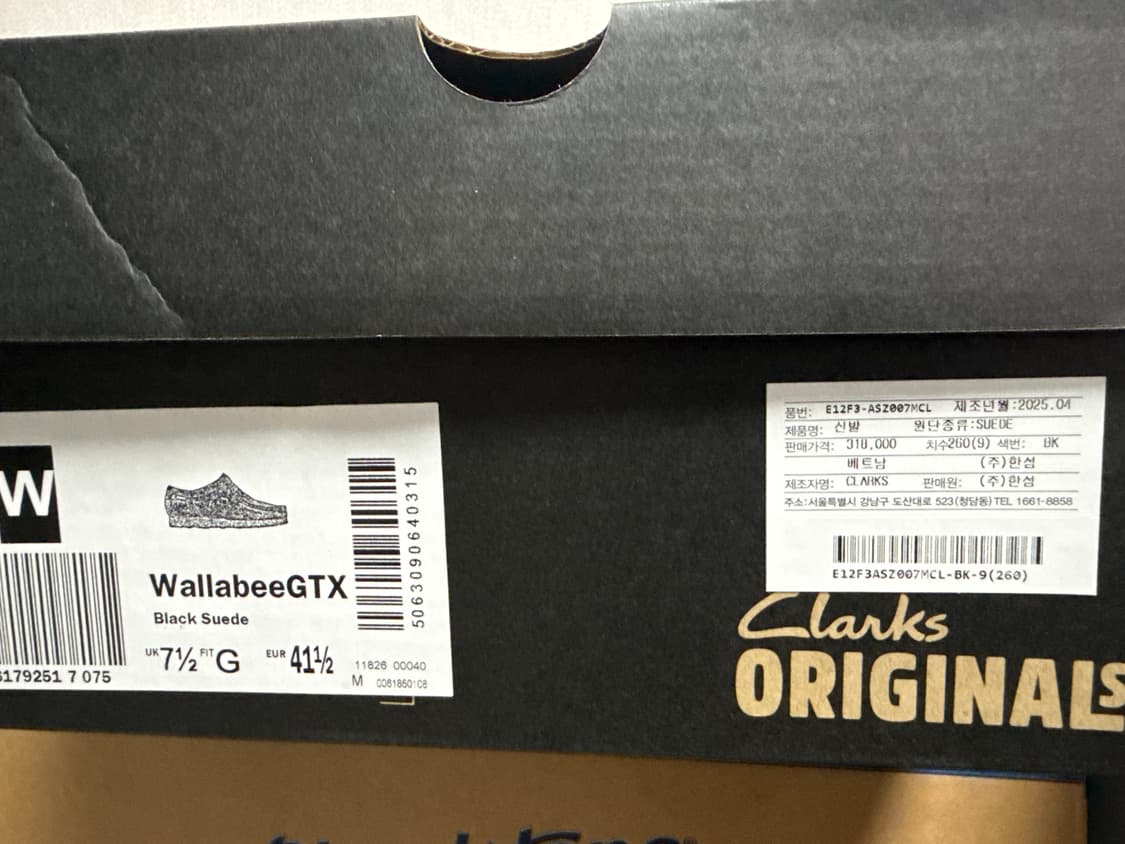 W
WallabeeGTX
Black Suede
UK 7½ FIT G EUR 41½
5063090640315
11826 00040
M 0061850108
6179251 7 075
품번: E12F3-ASZ007MCL 제조년월:2025.04
제품명: 신발 원단종류:SUEDE
판매가격: 318,000 치수260(9) 색번: BK
베트남 (주)한섬
제조자명: CLARKS 판매원: (주)한섬
주소:서울특별시 강남구 도산대로 523(청담동) TEL 1661-8858
E12F3ASZ007MCL-BK-9(260)
Clarks
ORIGINALS